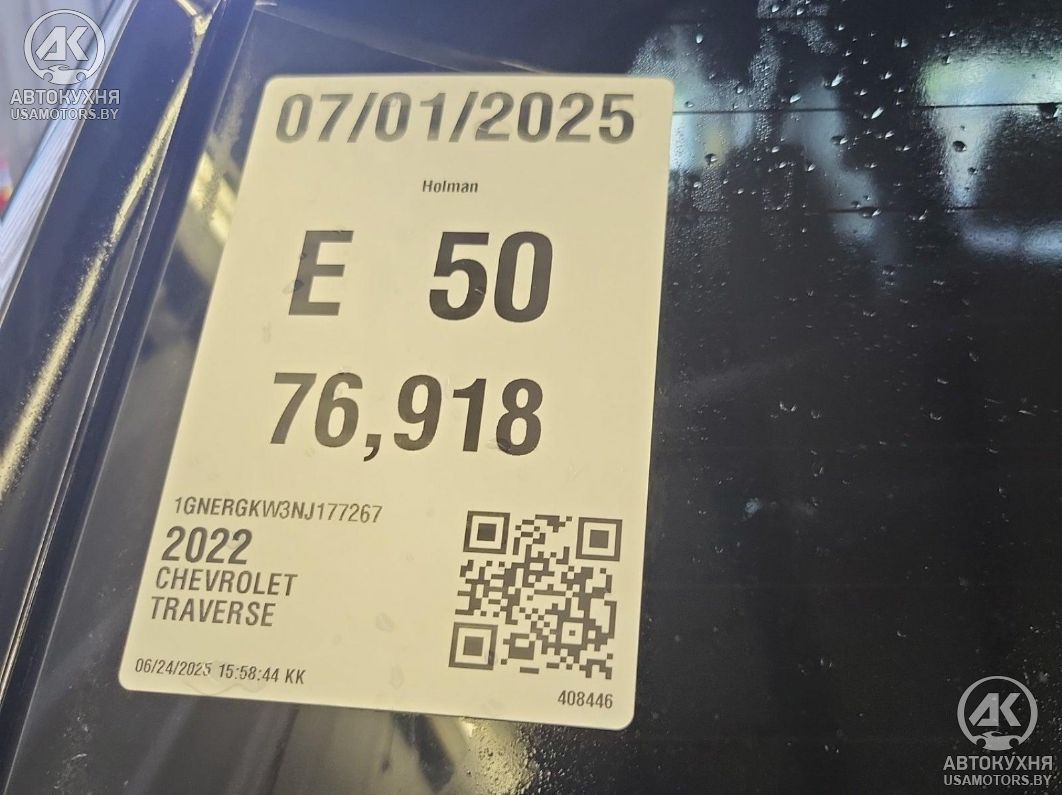 АК
АВТОКУХНЯ
USAMOTORS.BY
07/01/2025
Holman
E 50
76,918
1GNERGKW3NJ177267
2022
CHEVROLET
TRAVERSE
06/24/2025 15:58:44 KK
408446
АК
АВТОКУХНЯ
USAMOTORS.BY